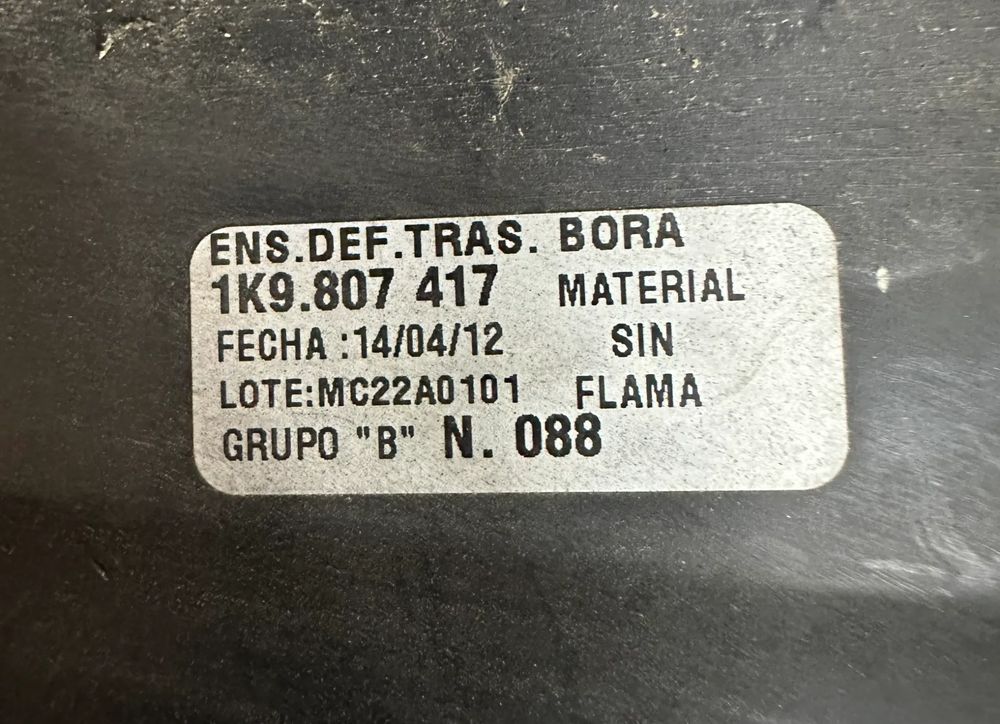 ENS.DEF.TRAS. BORA
1K9.807 417 MATERIAL
FECHA :14/04/12 SIN
LOTE:MC22A0101 FLAMA
GRUPO "B" N. 088